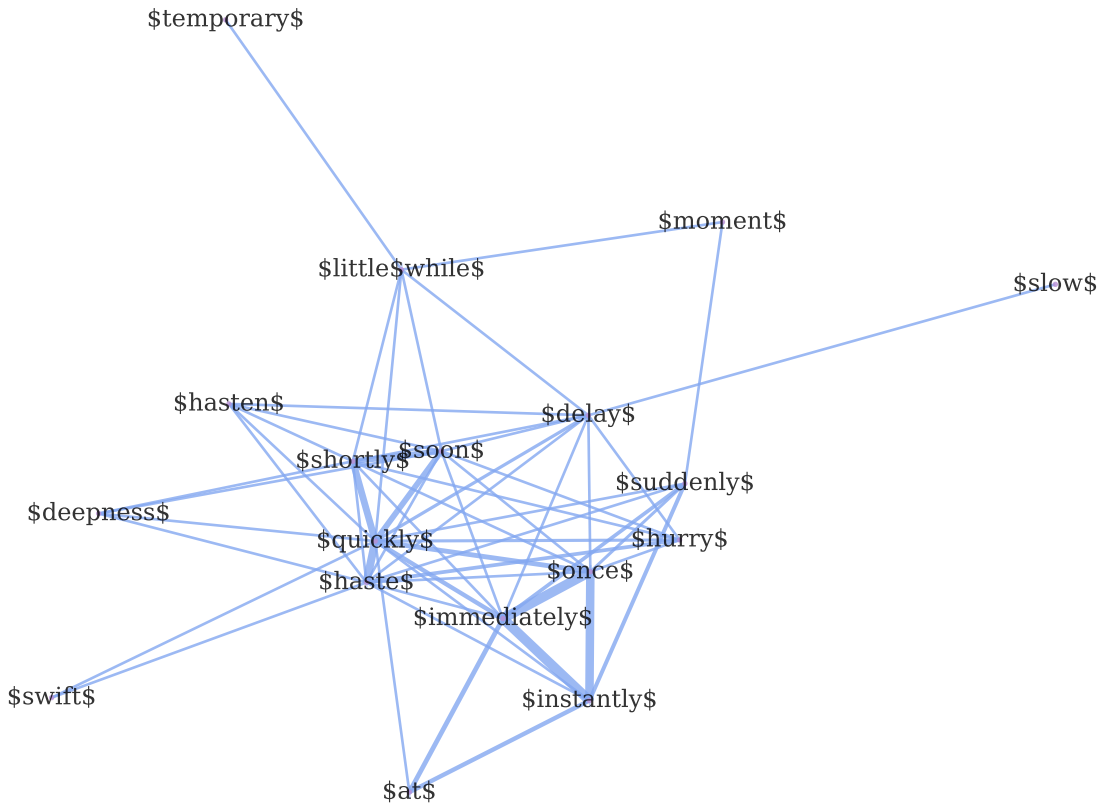 $temporary$
$moment$
$little$while$
$slow$
$hasten$
$delay$
$soon$
$shortly$
$suddenly$
$deepness$
$quickly$
$hurry$
$once$
$haste$
$immediately$
$swift$
$instantly$
$at$